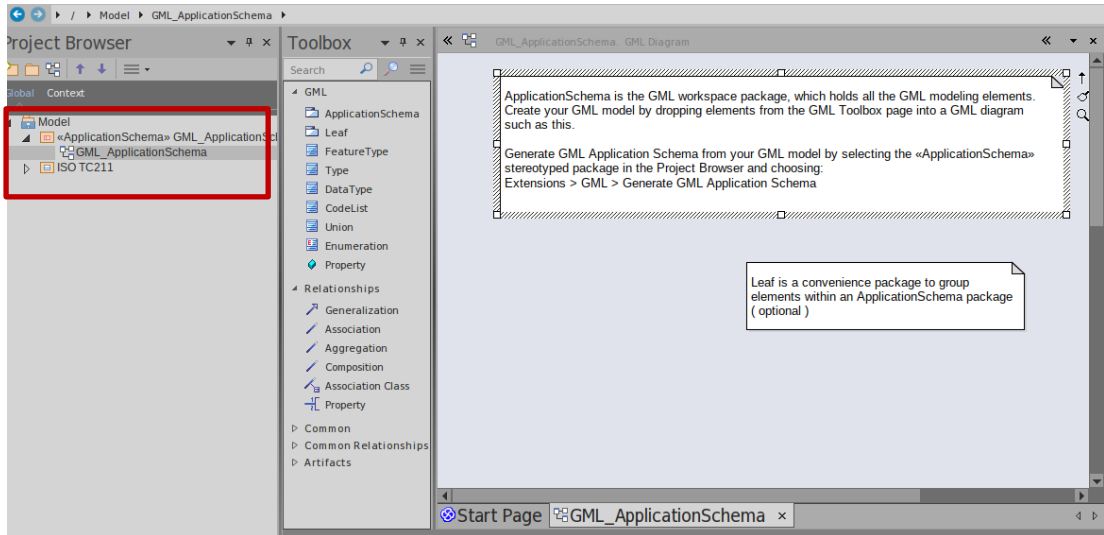 / Model GML_ApplicationSchema
Project Browser
Global Context
Model
«ApplicationSchema» GML_ApplicationScl
GML_ApplicationSchema
ISO TC211
Toolbox
Search
GML
ApplicationSchema
Leaf
FeatureType
Type
DataType
CodeList
Union
Enumeration
Property
Relationships
Generalization
Association
Aggregation
Composition
Association Class
Property
Common
Common Relationships
Artifacts
GML_ApplicationSchema. GML Diagram
ApplicationSchema is the GML workspace package, which holds all the GML modeling elements.
Create your GML model by dropping elements from the GML Toolbox page into a GML diagram
such as this.
Generate GML Application Schema from your GML model by selecting the «ApplicationSchema»
stereotyped package in the Project Browser and choosing:
Extensions > GML > Generate GML Application Schema
Leaf is a convenience package to group
elements within an ApplicationSchema package
( optional )
Start Page GML_ApplicationSchema ×